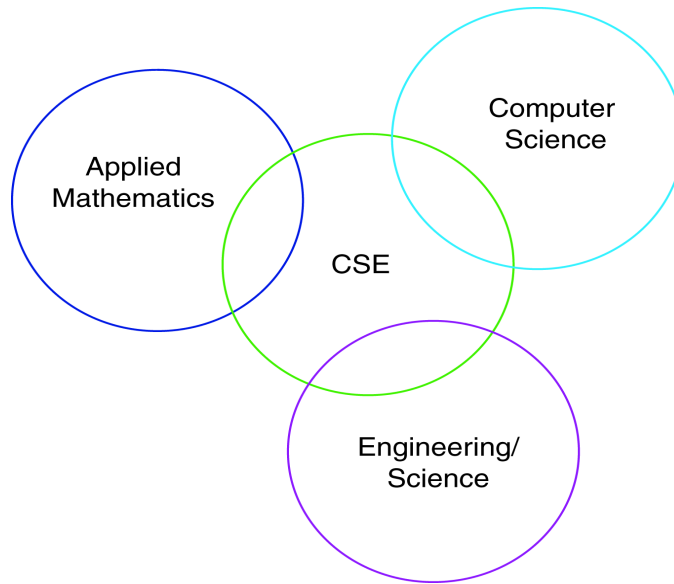 Applied
Mathematics
Computer
Science
CSE
Engineering/
Science